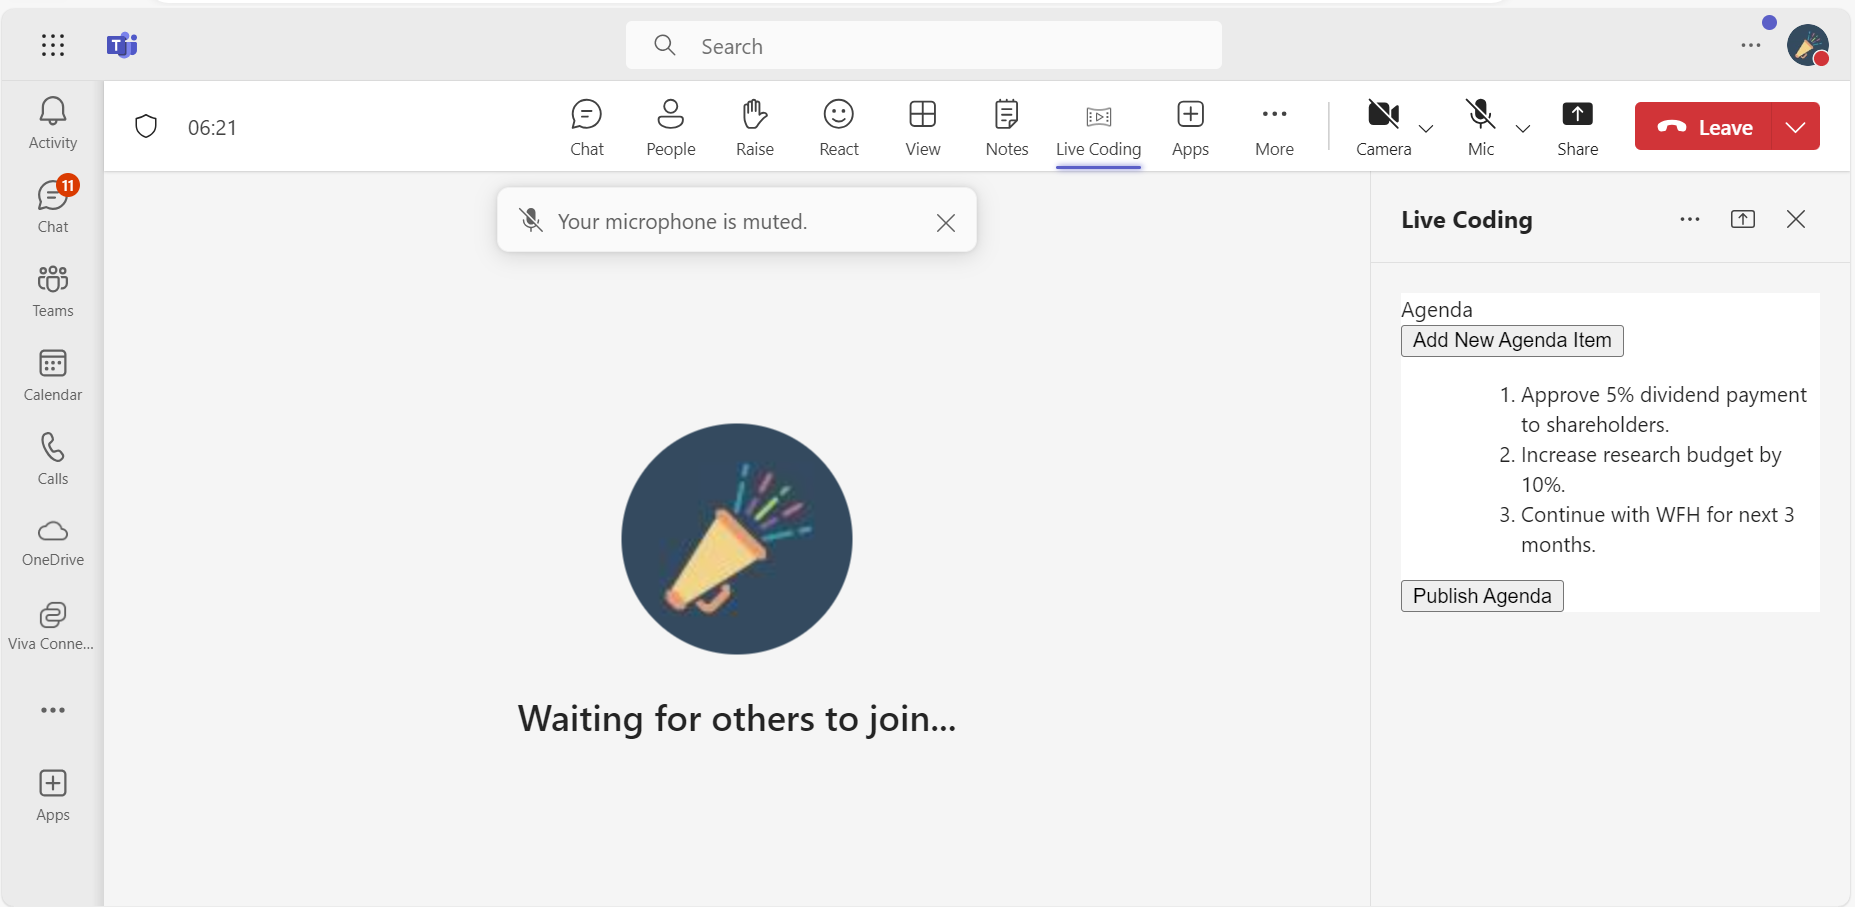 Search
Activity
11
Chat
Teams
Calendar
Calls
OneDrive
Viva Conne...
Apps
06:21
Chat
People
Raise
React
View
Notes
Live Coding
Apps
More
Camera
Mic
Share
Leave
Your microphone is muted.
Waiting for others to join...
Live Coding
Agenda
Add New Agenda Item
1. Approve 5% dividend payment
to shareholders.
2. Increase research budget by
10%.
3. Continue with WFH for next 3
months.
Publish Agenda